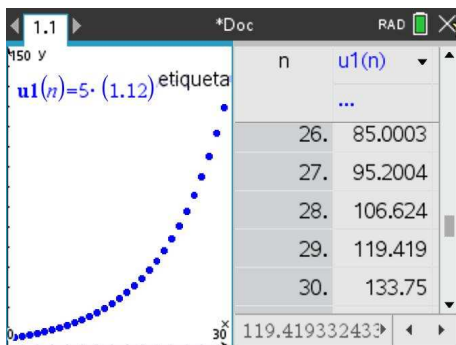 1.1 *Doc RAD
150 y
u1(n)=5· (1.12) etiqueta
0 30 x
n u1(n)
...
26. 85.0003
27. 95.2004
28. 106.624
29. 119.419
30. 133.75
119.419332433